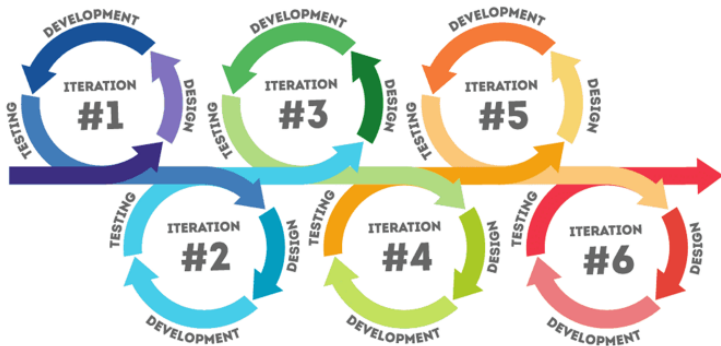 DEVELOPMENT
ITERATION
#1
TESTING
DESIGN
DEVELOPMENT
ITERATION
#3
TESTING
DESIGN
DEVELOPMENT
ITERATION
#5
TESTING
DESIGN
TESTING
ITERATION
#2
DESIGN
DEVELOPMENT
TESTING
ITERATION
#4
DESIGN
DEVELOPMENT
TESTING
ITERATION
#6
DESIGN
DEVELOPMENT